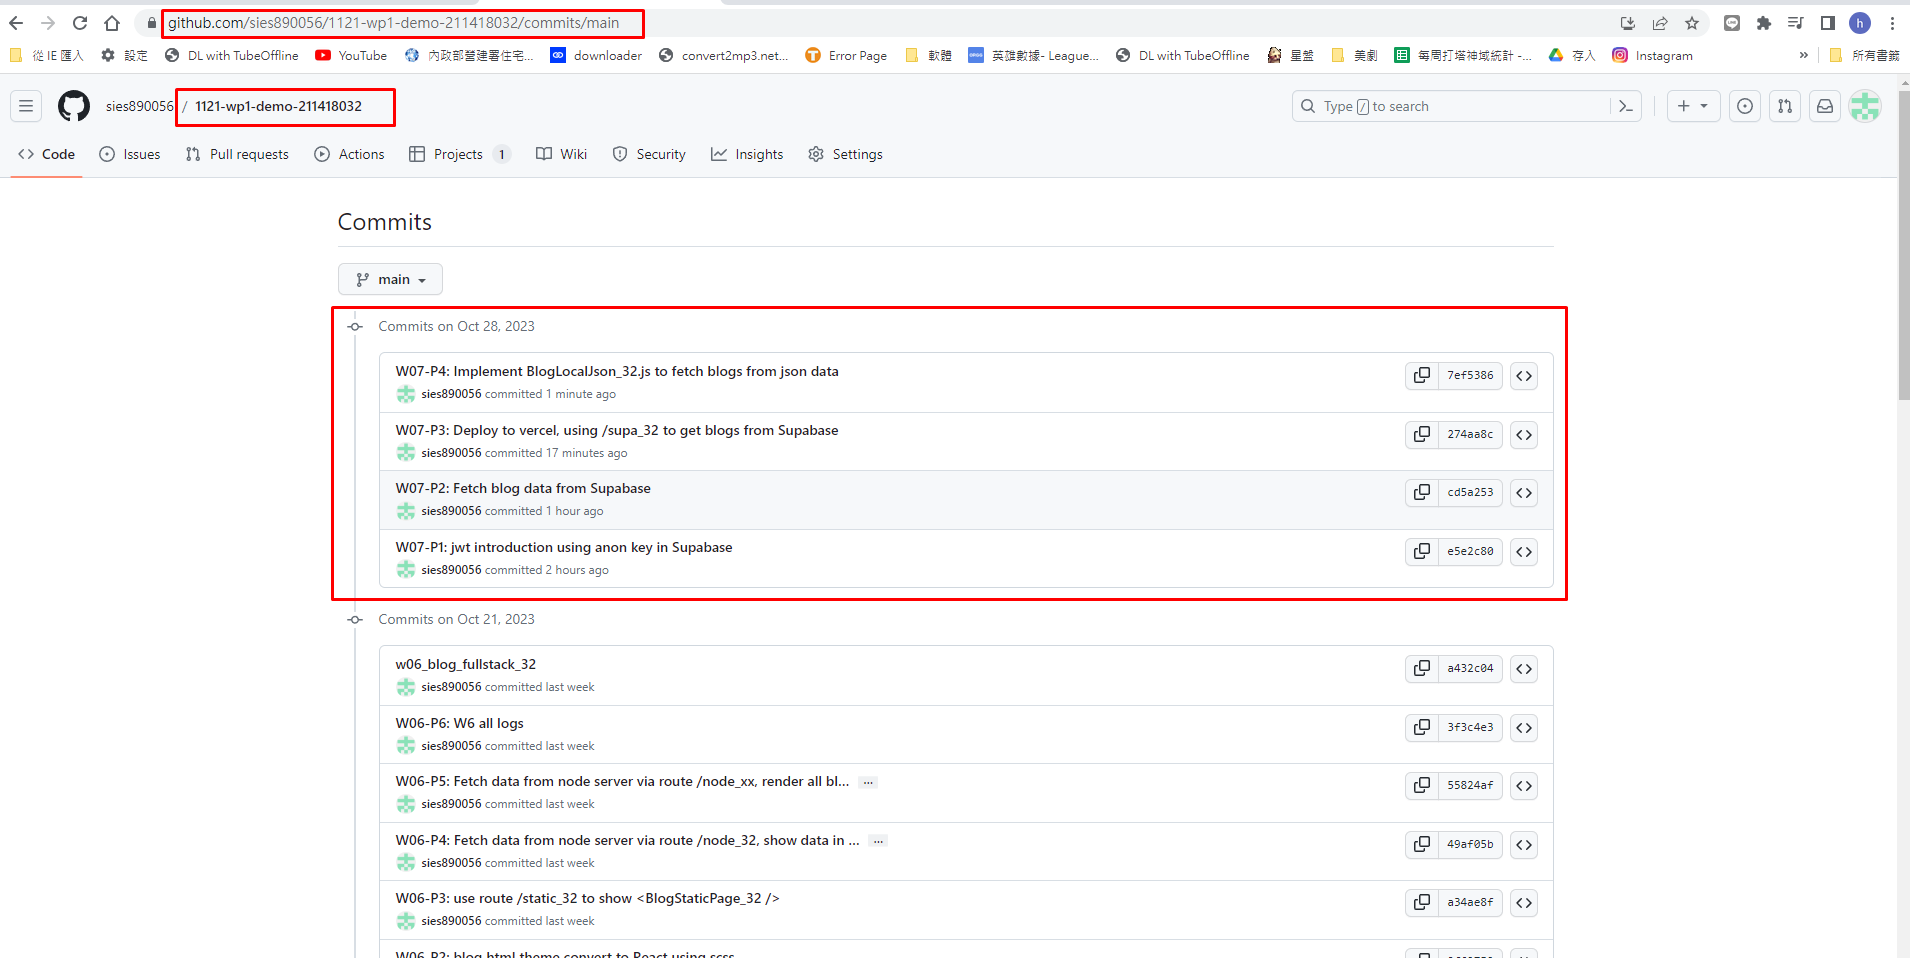 github.com/sies890056/1121-wp1-demo-211418032/commits/main
h
從 IE 匯入
設定
DL with TubeOffline
YouTube
內政部營建署住宅...
downloader
convert2mp3.net...
Error Page
軟體
英雄數據- League...
DL with TubeOffline
星盤
美劇
每周打塔神域統計 -...
存入
Instagram
»
所有書籤
sies890056 / 1121-wp1-demo-211418032
Type / to search
Code
Issues
Pull requests
Actions
Projects 1
Wiki
Security
Insights
Settings
Commits
main
Commits on Oct 28, 2023
W07-P4: Implement BlogLocalJson_32.js to fetch blogs from json data
sies890056 committed 1 minute ago
7ef5386
W07-P3: Deploy to vercel, using /supa_32 to get blogs from Supabase
sies890056 committed 17 minutes ago
274aa8c
W07-P2: Fetch blog data from Supabase
sies890056 committed 1 hour ago
cd5a253
W07-P1: jwt introduction using anon key in Supabase
sies890056 committed 2 hours ago
e5e2c80
Commits on Oct 21, 2023
w06_blog_fullstack_32
sies890056 committed last week
a432c04
W06-P6: W6 all logs
sies890056 committed last week
3f3c4e3
W06-P5: Fetch data from node server via route /node_xx, render all bl... ...
sies890056 committed last week
55824af
W06-P4: Fetch data from node server via route /node_32, show data in ... ...
sies890056 committed last week
49af05b
W06-P3: use route /static_32 to show <BlogStaticPage_32 />
sies890056 committed last week
a34ae8f
W06-P2: blog html theme convert to React using scss